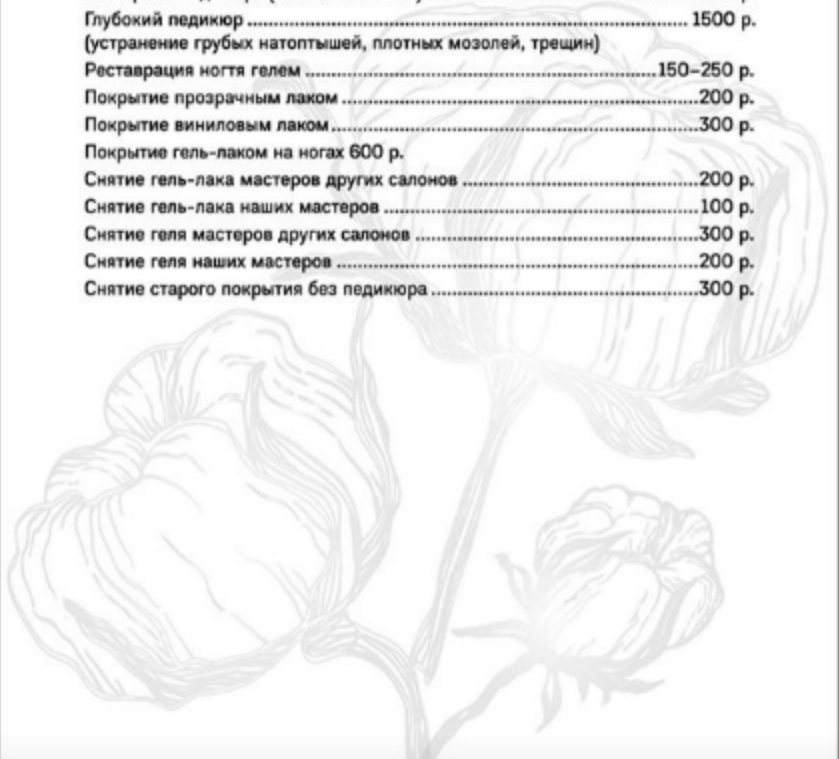 Глубокий педикюр ........................................................................ 1500 р.
(устранение грубых натоптышей, плотных мозолей, трещин)
Реставрация ногтя гелем ........................................................150–250 р.
Покрытие прозрачным лаком ........................................................200 р.
Покрытие виниловым лаком........................................................300 р.
Покрытие гель-лаком на ногах 600 р.
Снятие гель-лака мастеров других салонов ......................................200 р.
Снятие гель-лака наших мастеров ....................................................100 р.
Снятие геля мастеров других салонов ..............................................300 р.
Снятие геля наших мастеров ............................................................200 р.
Снятие старого покрытия без педикюра ...........................................300 р.